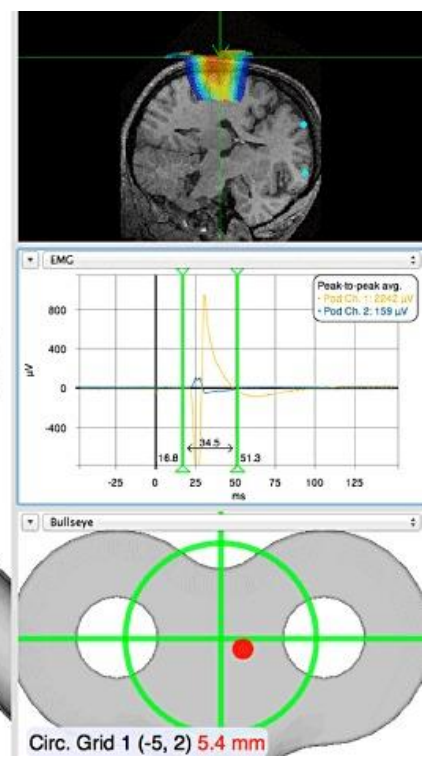 EMG
Peak-to-peak avg.
Pod Ch. 1: 2242 µV
Pod Ch. 2: 159 µV
800
400
0
-400
µV
34.5
16.8
51.3
-25
0
25
50
75
100
125
ms
Bullseye
Circ. Grid 1 (-5, 2) 5.4 mm